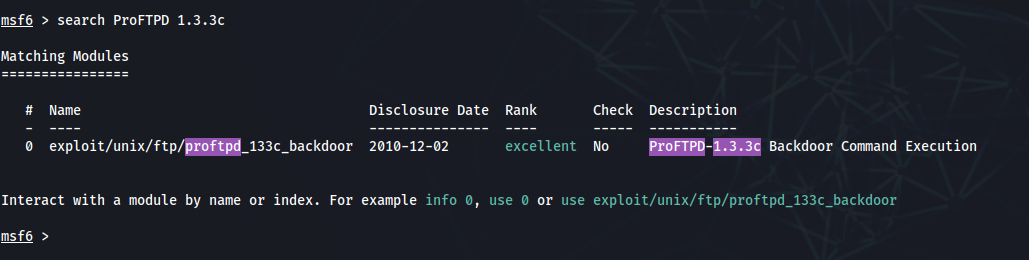 msf6 > search ProFTPD 1.3.3c
Matching Modules
================
#  Name                                   Disclosure Date  Rank       Check  Description
-  ----                                   ---------------  ----       -----  -----------
0  exploit/unix/ftp/proftpd_133c_backdoor  2010-12-02       excellent  No     ProFTPD-1.3.3c Backdoor Command Execution
Interact with a module by name or index. For example info 0, use 0 or use exploit/unix/ftp/proftpd_133c_backdoor
msf6 >